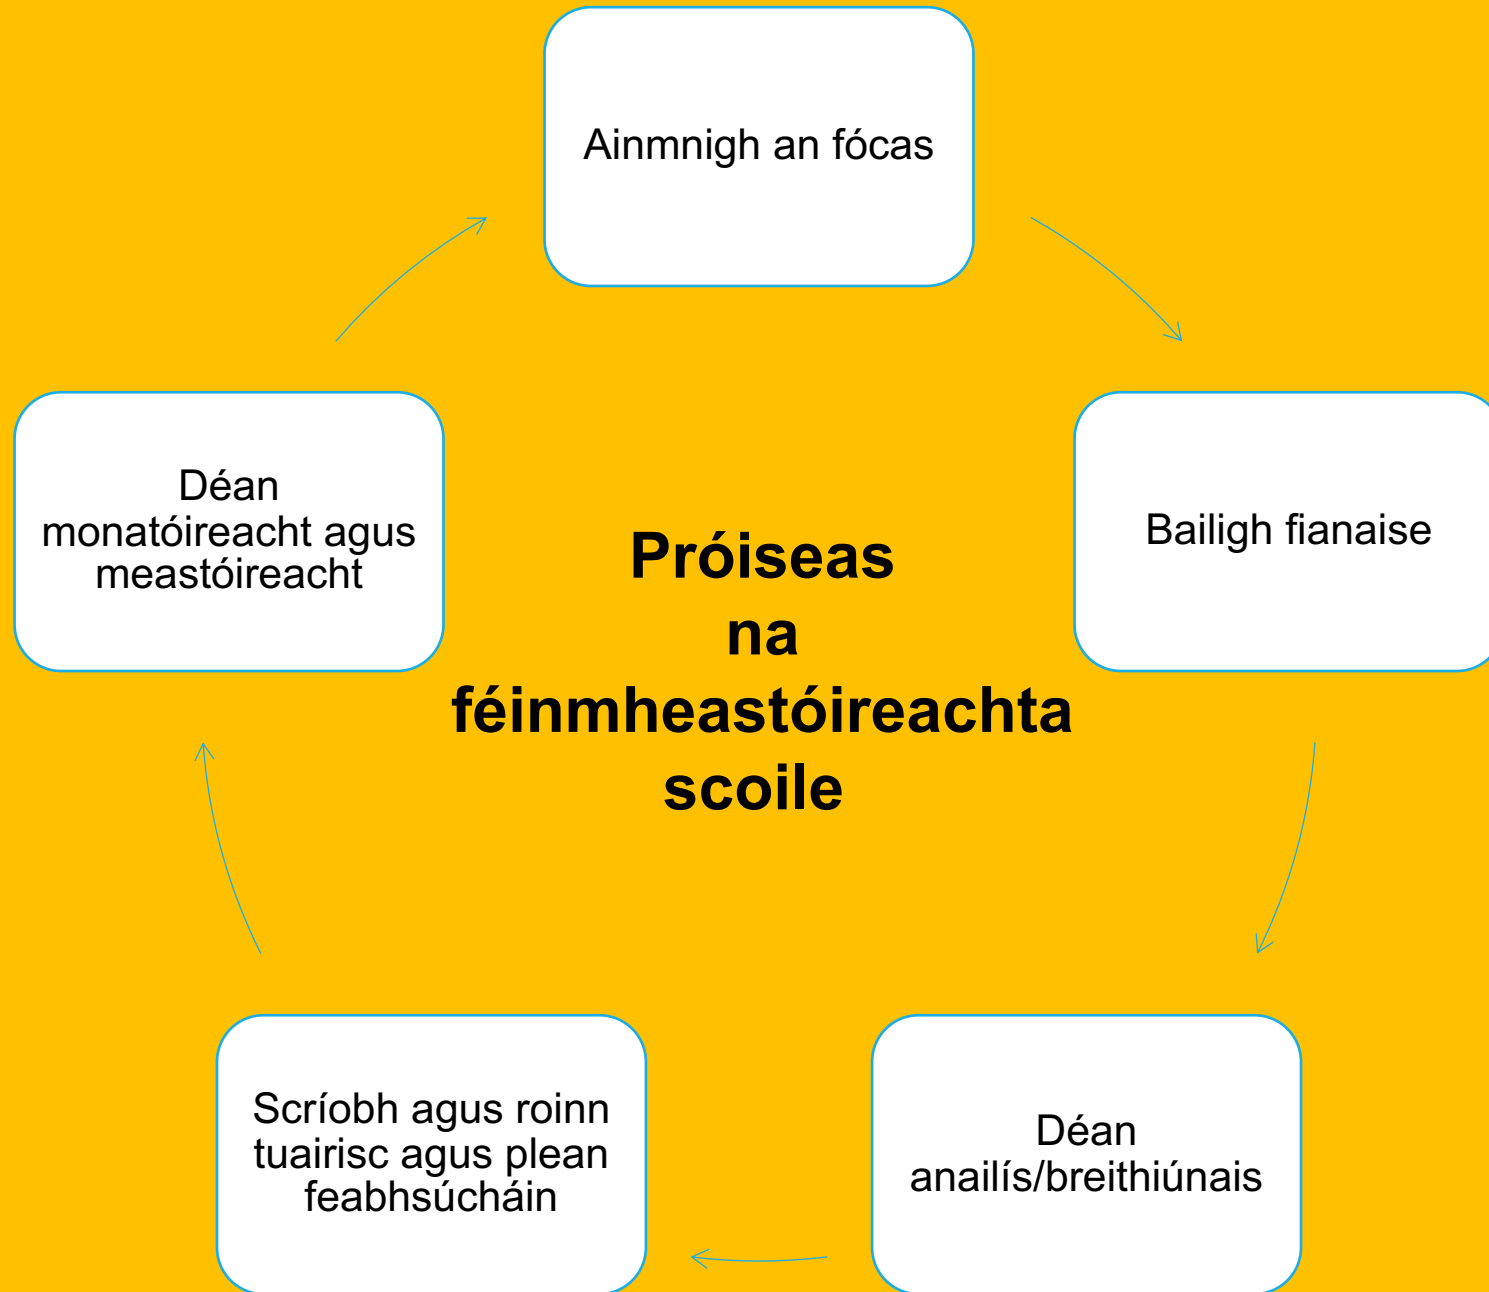 Ainmnigh an fócas
Bailigh fianaise
Déan
anailís/breithiúnais
Scríobh agus roinn
tuairisc agus plean
feabhsúcháin
Déan
monatóireacht agus
meastóireacht
Próiseas
na
féinmheastóireachta
scoile